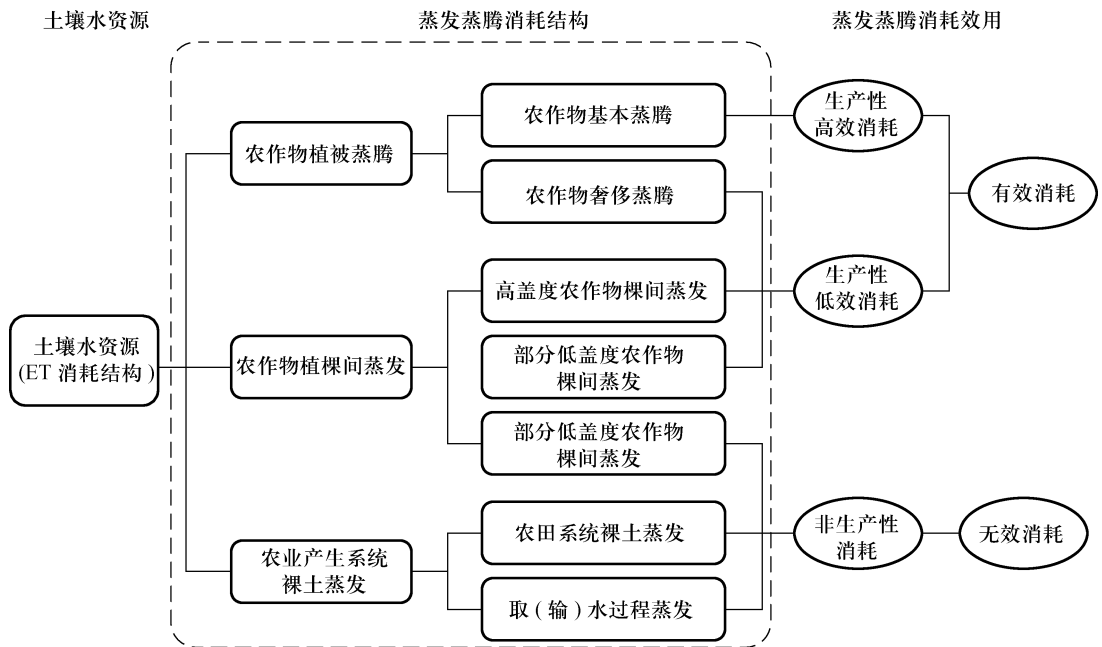 土壤水资源
蒸发蒸腾消耗结构
蒸发蒸腾消耗效用
土壤水资源
(ET 消耗结构)
农作物植被蒸腾
农作物植棵间蒸发
农业产生系统
裸土蒸发
农作物基本蒸腾
农作物奢侈蒸腾
高盖度农作物棵间蒸发
部分低盖度农作物
棵间蒸发
部分低盖度农作物
棵间蒸发
农田系统裸土蒸发
取(输)水过程蒸发
生产性
高效消耗
生产性
低效消耗
非生产性
消耗
有效消耗
无效消耗